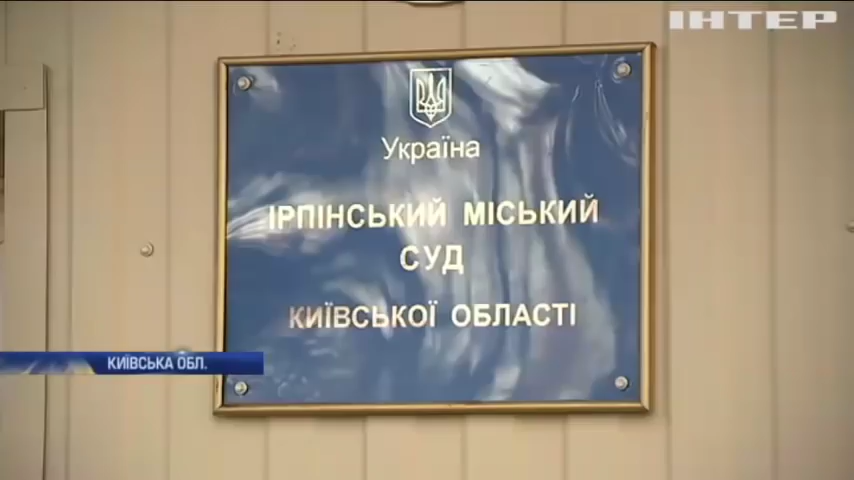 ІНТЕР
Україна
ІРПІНСЬКИЙ МІСЬКИЙ
СУД
КИЇВСЬКОЇ ОБЛАСТІ
КИЇВСЬКА ОБЛ.